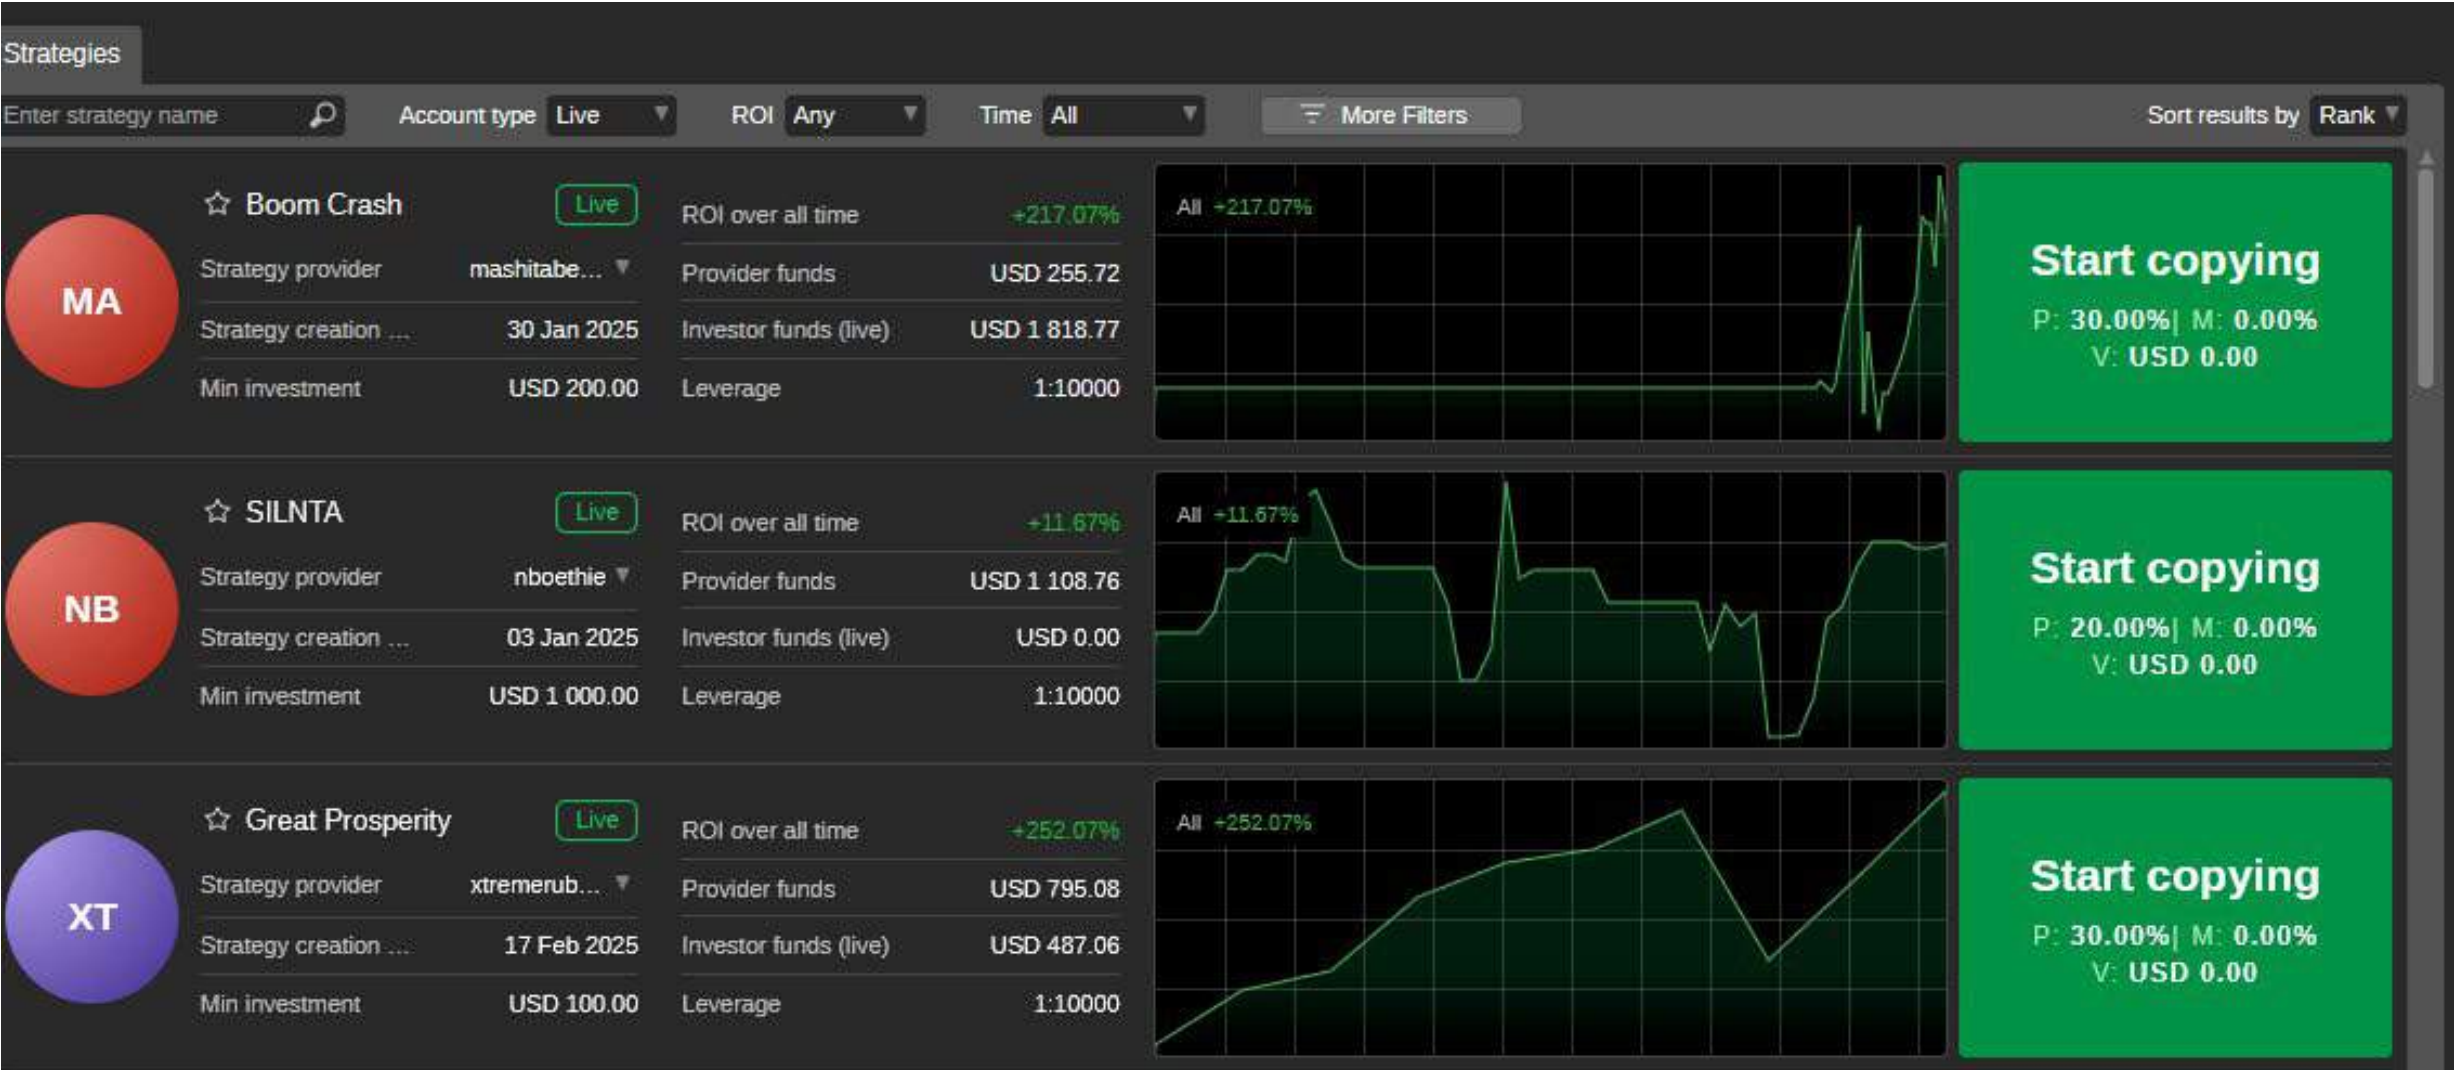 Strategies
Enter strategy name Account type Live ROI Any Time All More Filters Sort results by Rank
MA
Boom Crash Live
Strategy provider mashitabe...
Strategy creation ... 30 Jan 2025
Min investment USD 200.00
ROI over all time +217.07%
Provider funds USD 255.72
Investor funds (live) USD 1 818.77
Leverage 1:10000
All +217.07%
Start copying
P: 30.00%| M: 0.00%
V: USD 0.00
NB
SILNTA Live
Strategy provider nboethie
Strategy creation ... 03 Jan 2025
Min investment USD 1 000.00
ROI over all time +11.67%
Provider funds USD 1 108.76
Investor funds (live) USD 0.00
Leverage 1:10000
All +11.67%
Start copying
P: 20.00%| M: 0.00%
V: USD 0.00
XT
Great Prosperity Live
Strategy provider xtremerub...
Strategy creation ... 17 Feb 2025
Min investment USD 100.00
ROI over all time +252.07%
Provider funds USD 795.08
Investor funds (live) USD 487.06
Leverage 1:10000
All +252.07%
Start copying
P: 30.00%| M: 0.00%
V: USD 0.00